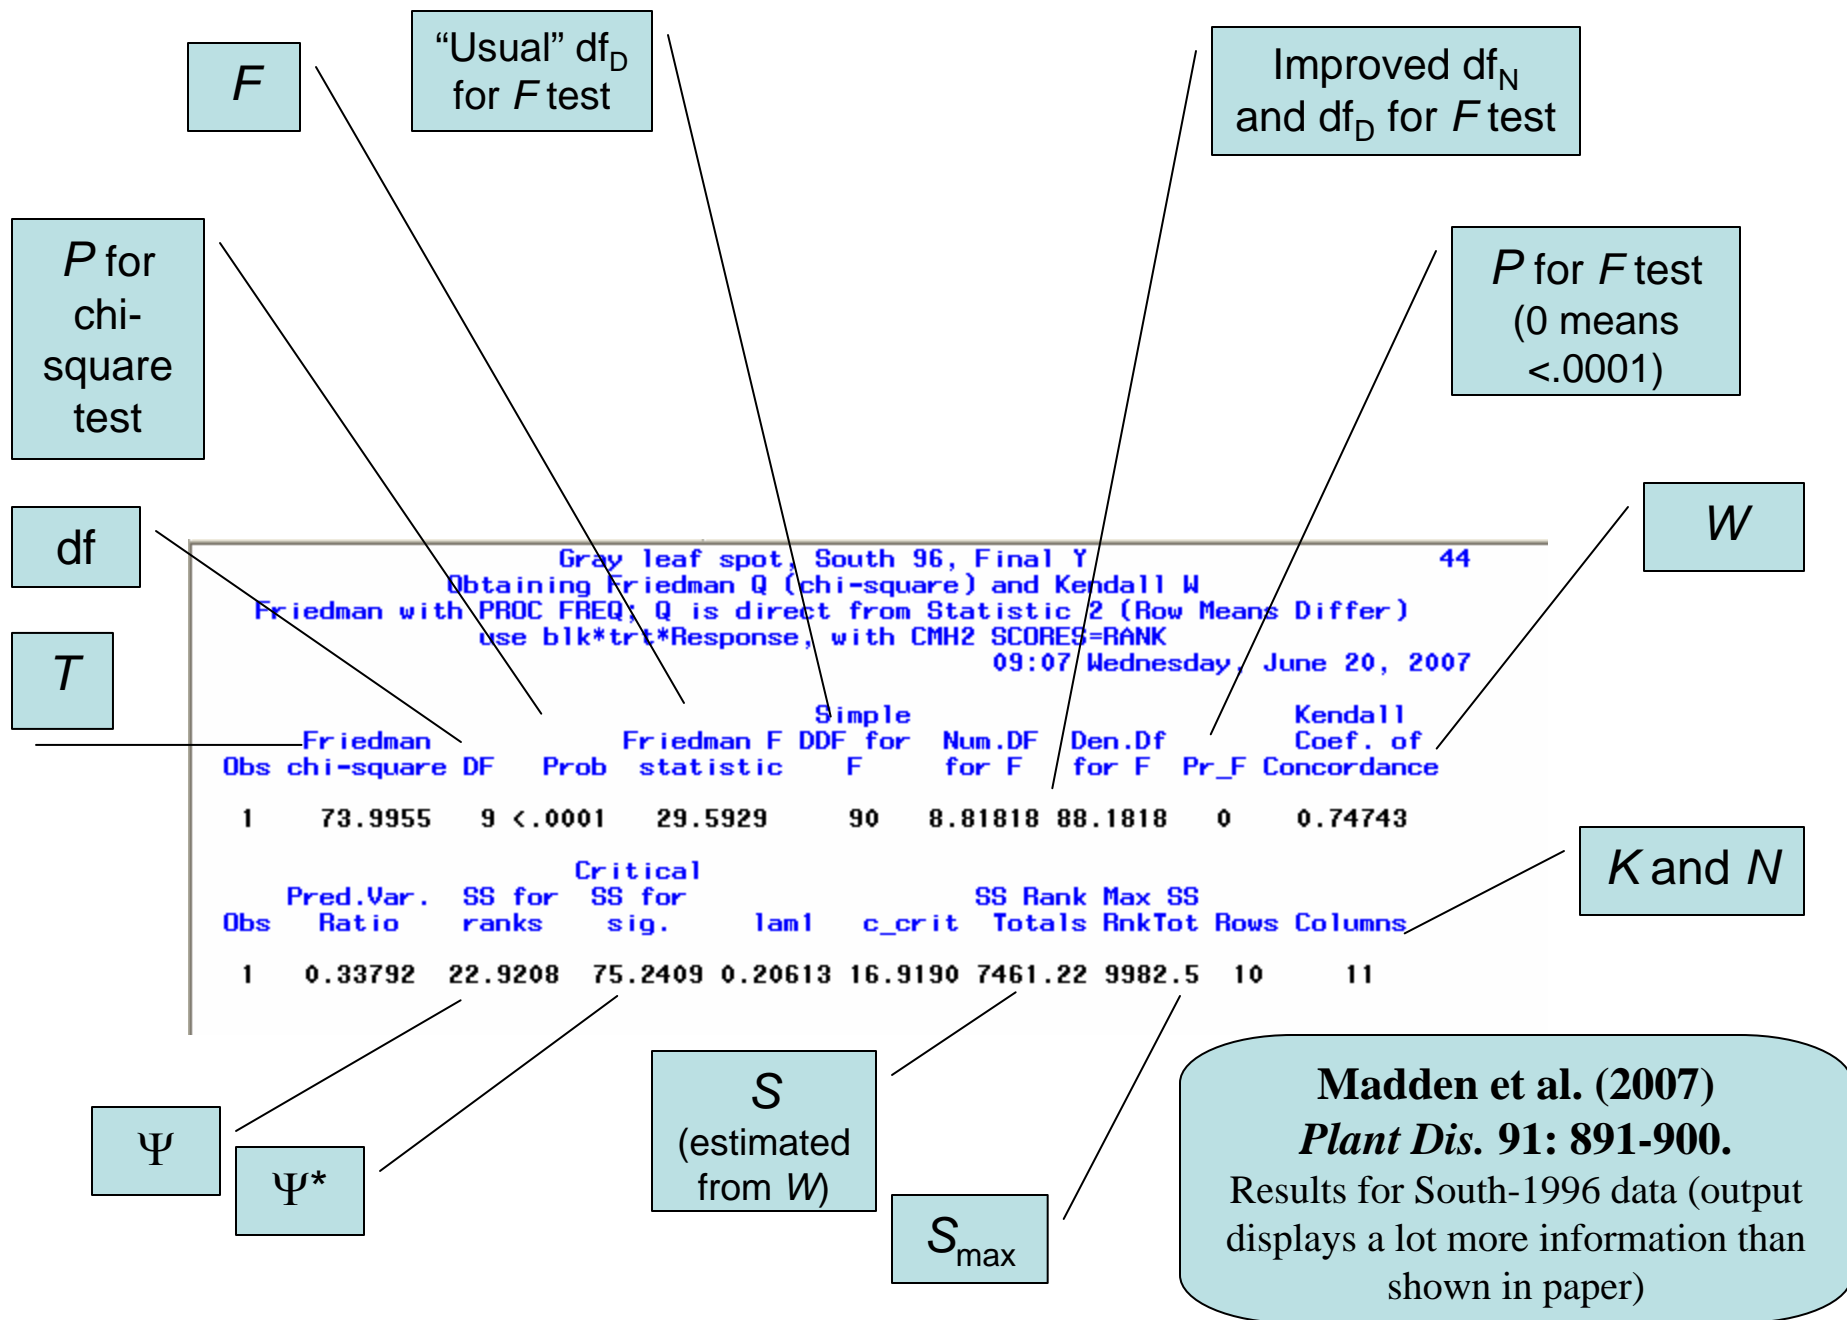 F
“Usual” dfD
for F test
Improved dfN
and dfD for F test
P for
chi-
square
test
P for F test
(0 means
<.0001)
df
W
T
Gray leaf spot, South 96, Final Y 44
Obtaining Friedman Q (chi-square) and Kendall W
Friedman with PROC FREQ; Q is direct from Statistic 2 (Row Means Differ)
use blk*trt*Response, with CMH2 SCORES=RANK
09:07 Wednesday, June 20, 2007
Simple Kendall
Friedman Friedman F DDF for Num.DF Den.Df Coef. of
Obs chi-square DF Prob statistic F for F for F Pr_F Concordance
1 73.9955 9 <.0001 29.5929 90 8.81818 88.1818 0 0.74743
Critical
Pred.Var. SS for SS for SS Rank Max SS
Obs Ratio ranks sig. lam1 c_crit Totals RnkTot Rows Columns
1 0.33792 22.9208 75.2409 0.20613 16.9190 7461.22 9982.5 10 11
K and N
Ψ
Ψ*
S
(estimated
from W)
Smax
Madden et al. (2007)
Plant Dis. 91: 891-900.
Results for South-1996 data (output
displays a lot more information than
shown in paper)